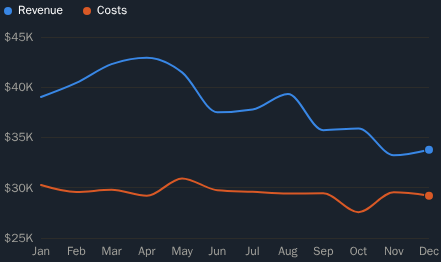 Revenue Costs
$45K
$40K
$35K
$30K
$25K
Jan Feb Mar Apr May Jun Jul Aug Sep Oct Nov Dec